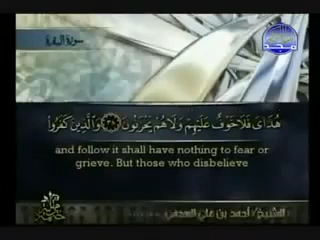 سورة البقرة
هُدَايَ فَلَا خَوْفٌ عَلَيْهِمْ وَلَا هُمْ يَحْزَنُونَ ﴿٣٨﴾ وَالَّذِينَ كَفَرُوا
and follow it shall have nothing to fear or
grieve. But those who disbelieve
الشيخ/ أحمد بن علي العجمي